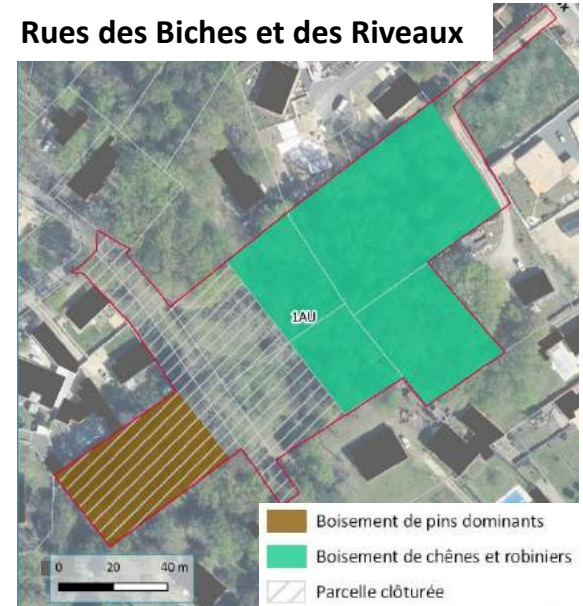 Rues des Biches et des Riveaux
1AU
Boisement de pins dominants
Boisement de chênes et robiniers
Parcelle clôturée
0 20 40 m